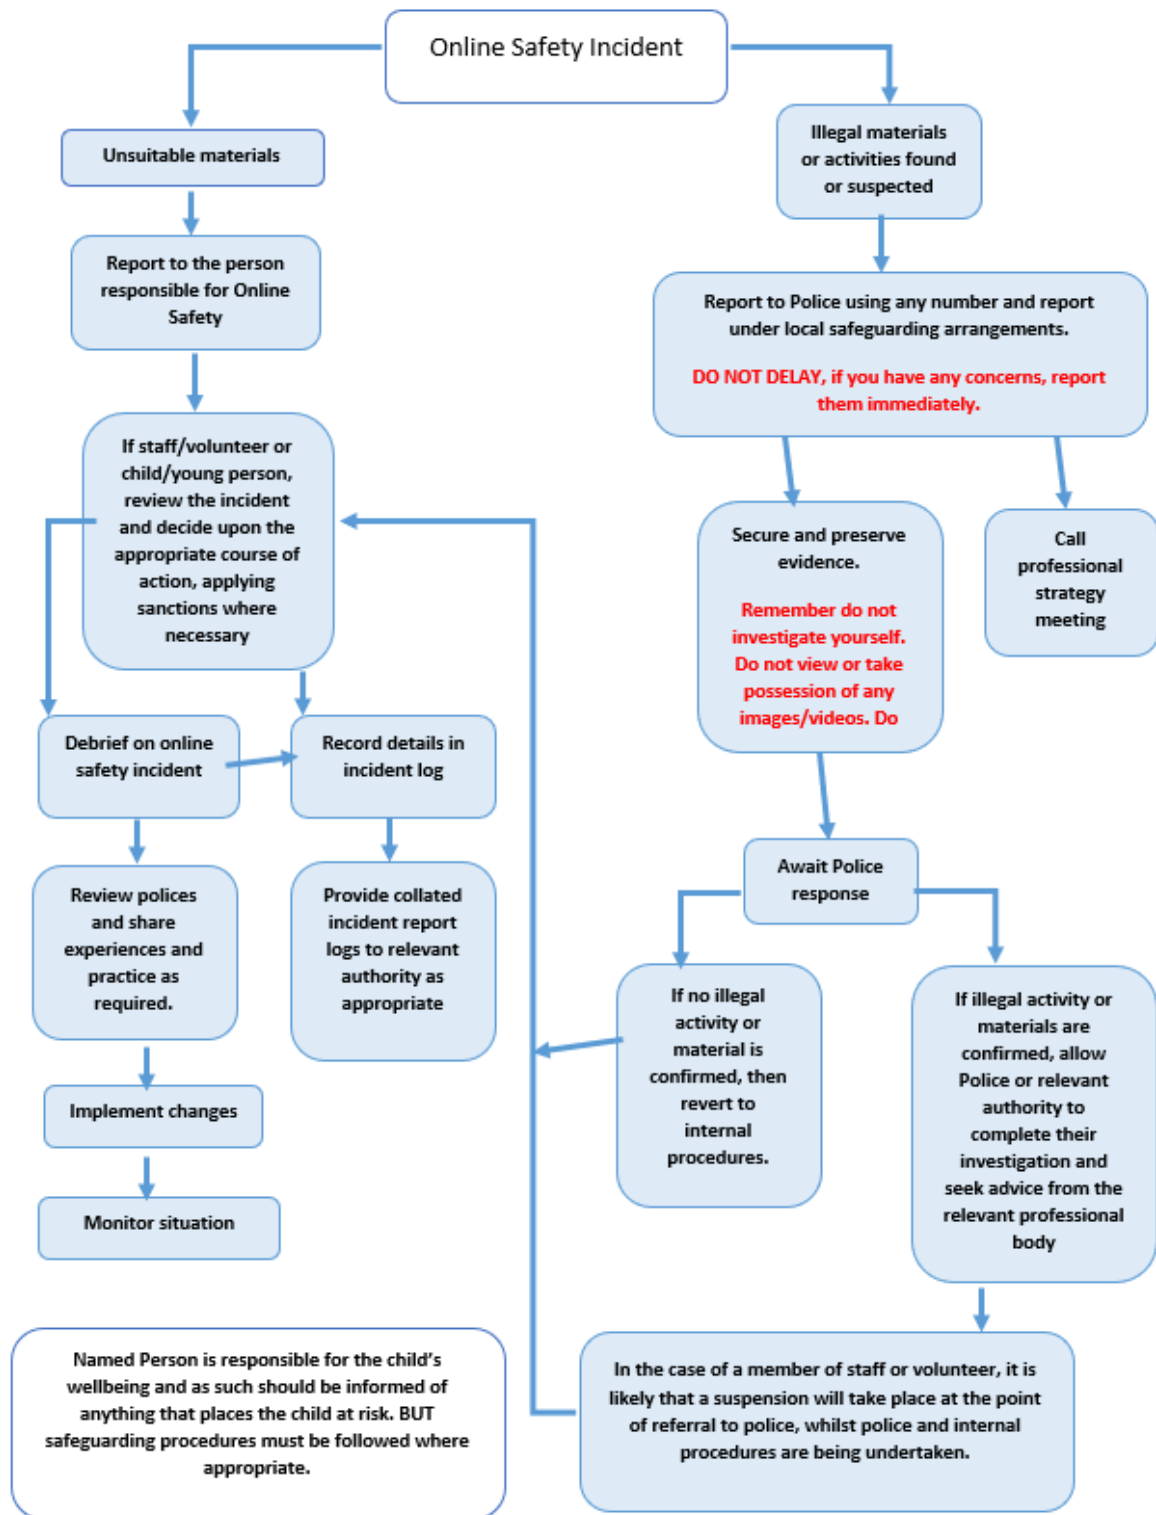 Online Safety Incident
Unsuitable materials
Report to the person
responsible for Online
Safety
If staff/volunteer or
child/young person,
review the incident
and decide upon the
appropriate course of
action, applying
sanctions where
necessary
Debrief on online
safety incident
Record details in
incident log
Review polices
and share
experiences and
practice as
required.
Provide collated
incident report
logs to relevant
authority as
appropriate
Implement changes
Monitor situation
Illegal materials
or activities found
or suspected
Report to Police using any number and report
under local safeguarding arrangements.
DO NOT DELAY, if you have any concerns, report
them immediately.
Secure and preserve
evidence.
Remember do not
investigate yourself.
Do not view or take
possession of any
images/videos. Do
Call
professional
strategy
meeting
Await Police
response
If no illegal
activity or
material is
confirmed, then
revert to
internal
procedures.
If illegal activity or
materials are
confirmed, allow
Police or relevant
authority to
complete their
investigation and
seek advice from the
relevant professional
body
In the case of a member of staff or volunteer, it is
likely that a suspension will take place at the point
of referral to police, whilst police and internal
procedures are being undertaken.
Named Person is responsible for the child's
wellbeing and as such should be informed of
anything that places the child at risk. BUT
safeguarding procedures must be followed where
appropriate.